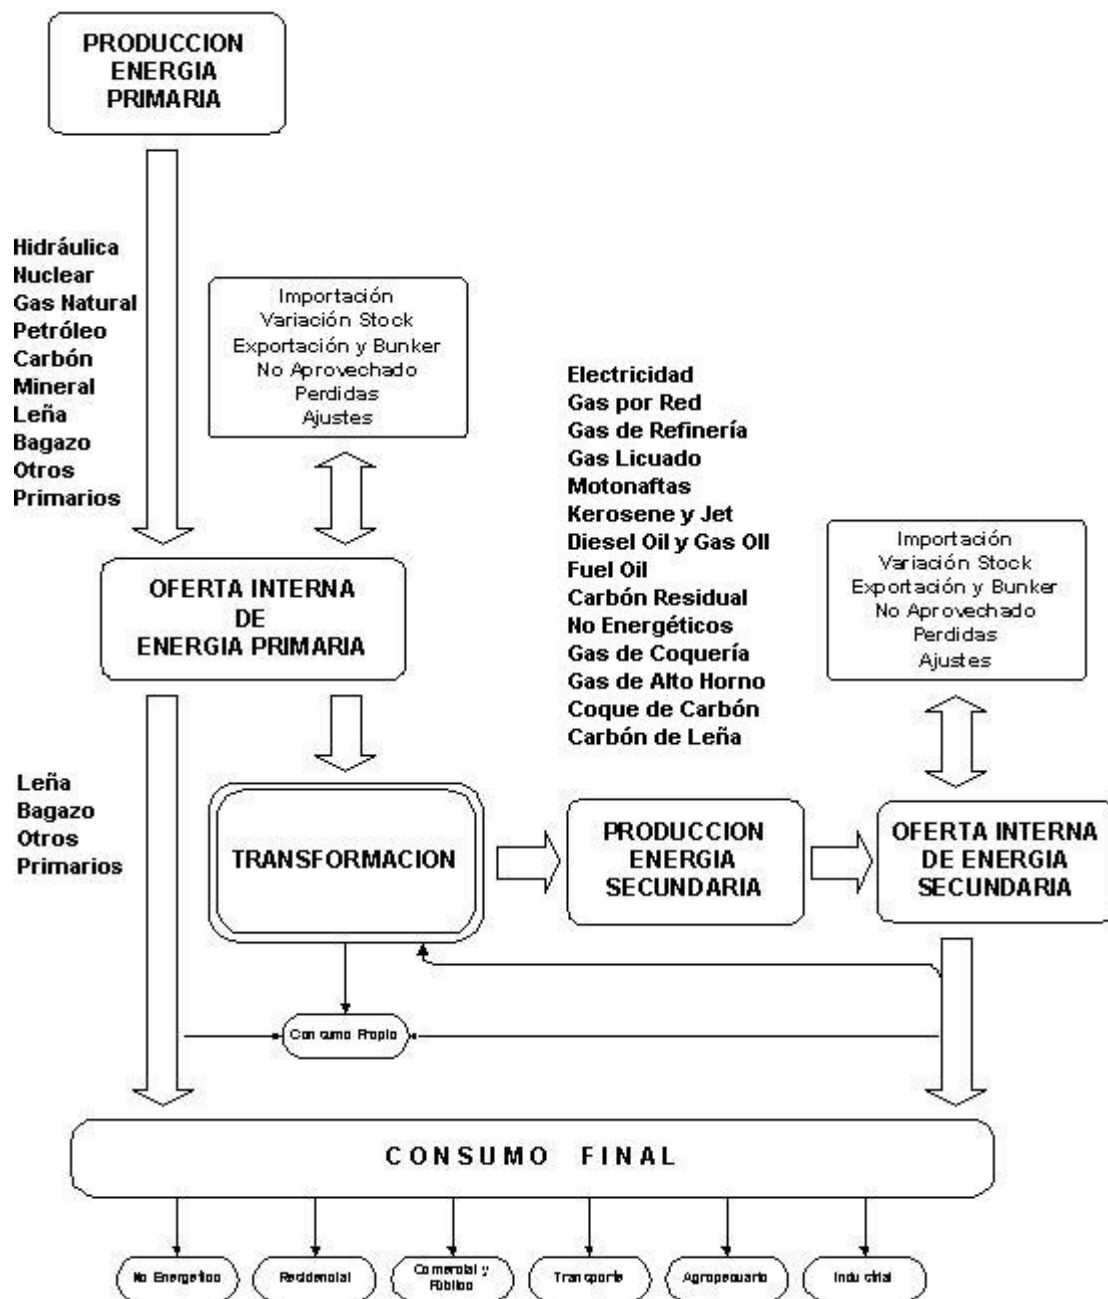 PRODUCCION
ENERGIA
PRIMARIA
Hidráulica
Nuclear
Gas Natural
Petróleo
Carbón
Mineral
Leña
Bagazo
Otros
Primarios
Importación
Variación Stock
Exportación y Bunker
No Aprovechado
Perdidas
Ajustes
OFERTA INTERNA
DE
ENERGIA PRIMARIA
Electricidad
Gas por Red
Gas de Refinería
Gas Licuado
Motonaftas
Kerosene y Jet
Diesel Oil y Gas OIl
Fuel Oil
Carbón Residual
No Energéticos
Gas de Coquería
Gas de Alto Horno
Coque de Carbón
Carbón de Leña
Importación
Variación Stock
Exportación y Bunker
No Aprovechado
Perdidas
Ajustes
Leña
Bagazo
Otros
Primarios
TRANSFORMACION
PRODUCCION
ENERGIA
SECUNDARIA
OFERTA INTERNA
DE ENERGIA
SECUNDARIA
Consumo Propio
CONSUMO FINAL
No Energético
Residencial
Comercial y
Público
Transporte
Agropecuario
Industrial